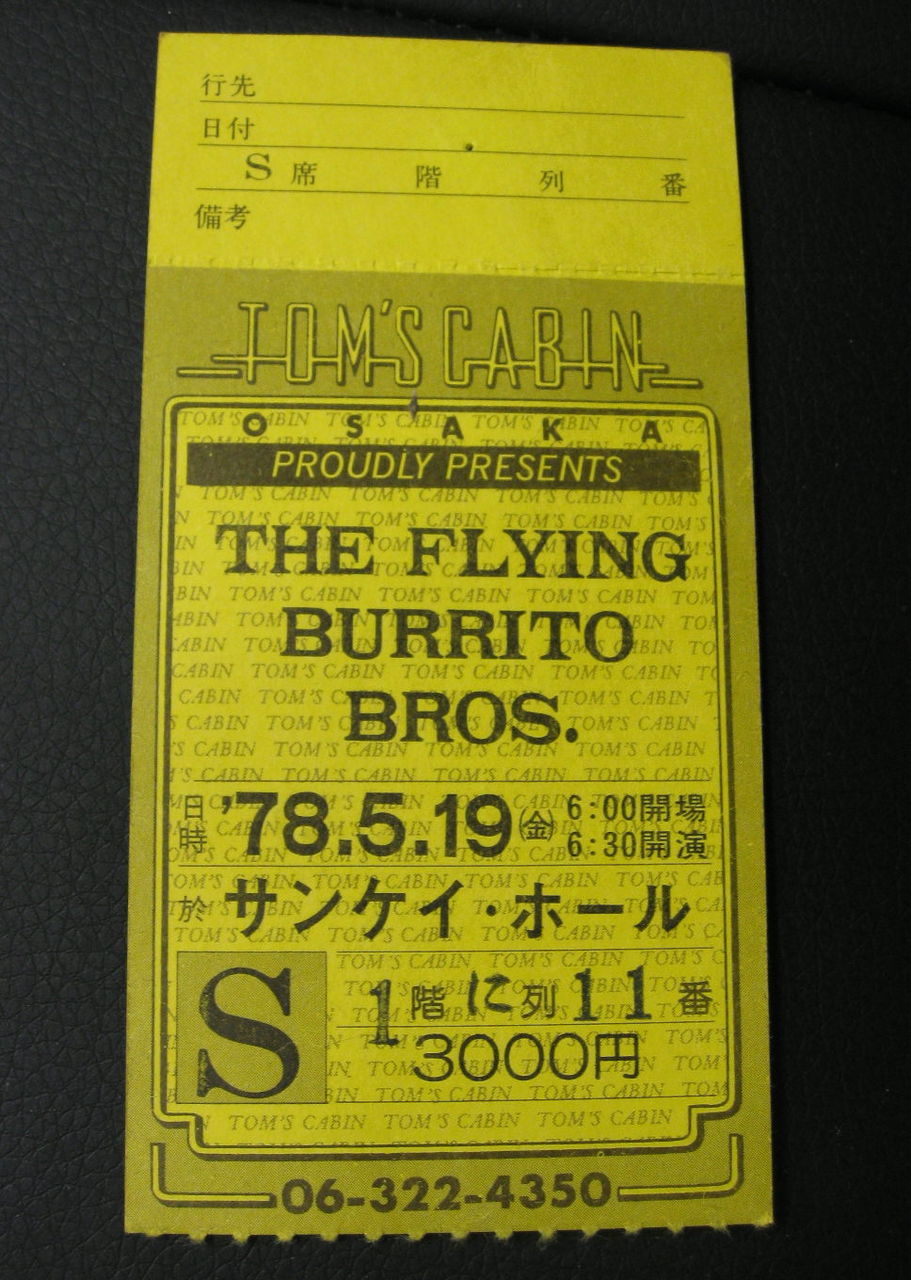 行先
日付
S席 階 列 番
備考
TOM'S CABIN
OSAKA
PROUDLY PRESENTS
THE FLYING
BURRITO
BROS.
日時 '78.5.19㊎ 6:00開場
6:30開演
於 サンケイ・ホール
S 1階 に列 11番
3000円
06-322-4350